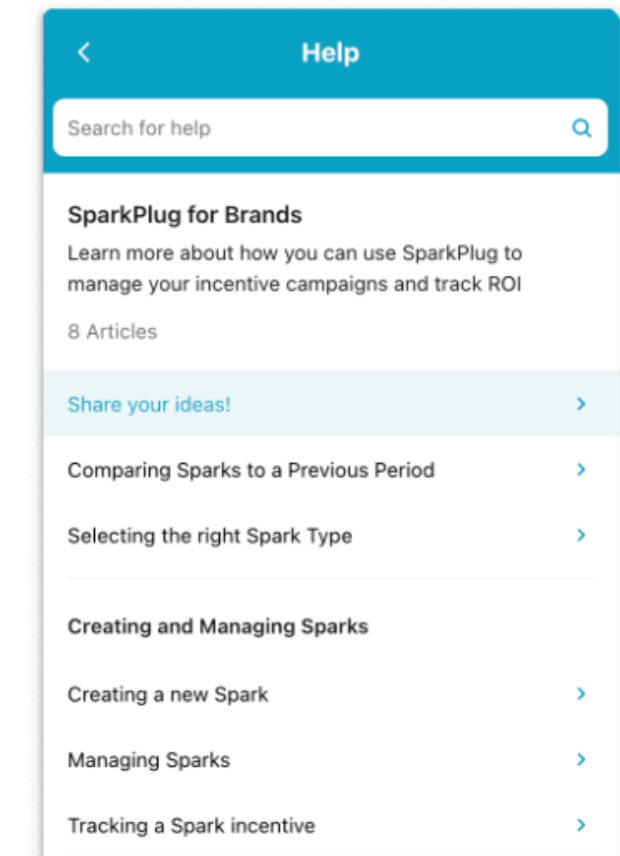 Help
Search for help
SparkPlug for Brands
Learn more about how you can use SparkPlug to
manage your incentive campaigns and track ROI
8 Articles
Share your ideas!
Comparing Sparks to a Previous Period
Selecting the right Spark Type
Creating and Managing Sparks
Creating a new Spark
Managing Sparks
Tracking a Spark incentive